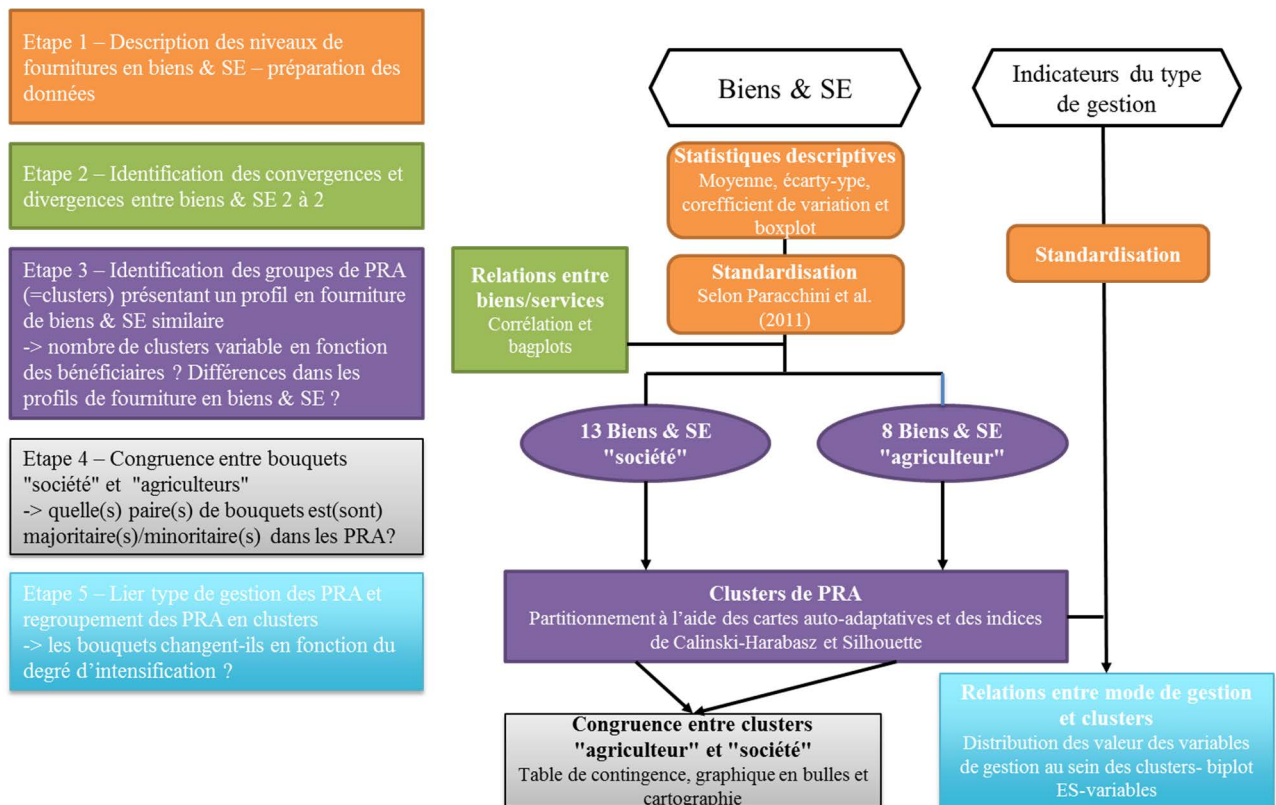 Etape 1 – Description des niveaux de
fournitures en biens & SE – préparation des
données
Etape 2 – Identification des convergences et
divergences entre biens & SE 2 à 2
Etape 3 – Identification des groupes de PRA
(=clusters) présentant un profil en fourniture
de biens & SE similaire
-> nombre de clusters variable en fonction
des bénéficiaires ? Différences dans les
profils de fourniture en biens & SE ?
Etape 4 – Congruence entre bouquets
"société" et "agriculteurs"
-> quelle(s) paire(s) de bouquets est(sont)
majoritaire(s)/minoritaire(s) dans les PRA?
Etape 5 – Lier type de gestion des PRA et
regroupement des PRA en clusters
-> les bouquets changent-ils en fonction du
degré d’intensification ?
Biens & SE
Indicateurs du type
de gestion
Statistiques descriptives
Moyenne, écarty-ype,
corefficient de variation et
boxplot
Standardisation
Selon Paracchini et al.
(2011)
Standardisation
Relations entre
biens/services
Corrélation et
bagplots
13 Biens & SE
"société"
8 Biens & SE
"agriculteur"
Clusters de PRA
Partitionnement à l’aide des cartes auto-adaptatives et des indices
de Calinski-Harabasz et Silhouette
Congruence entre clusters
"agriculteur" et "société"
Table de contingence, graphique en bulles et
cartographie
Relations entre mode de gestion
et clusters
Distribution des valeur des variables
de gestion au sein des clusters- biplot
ES-variables